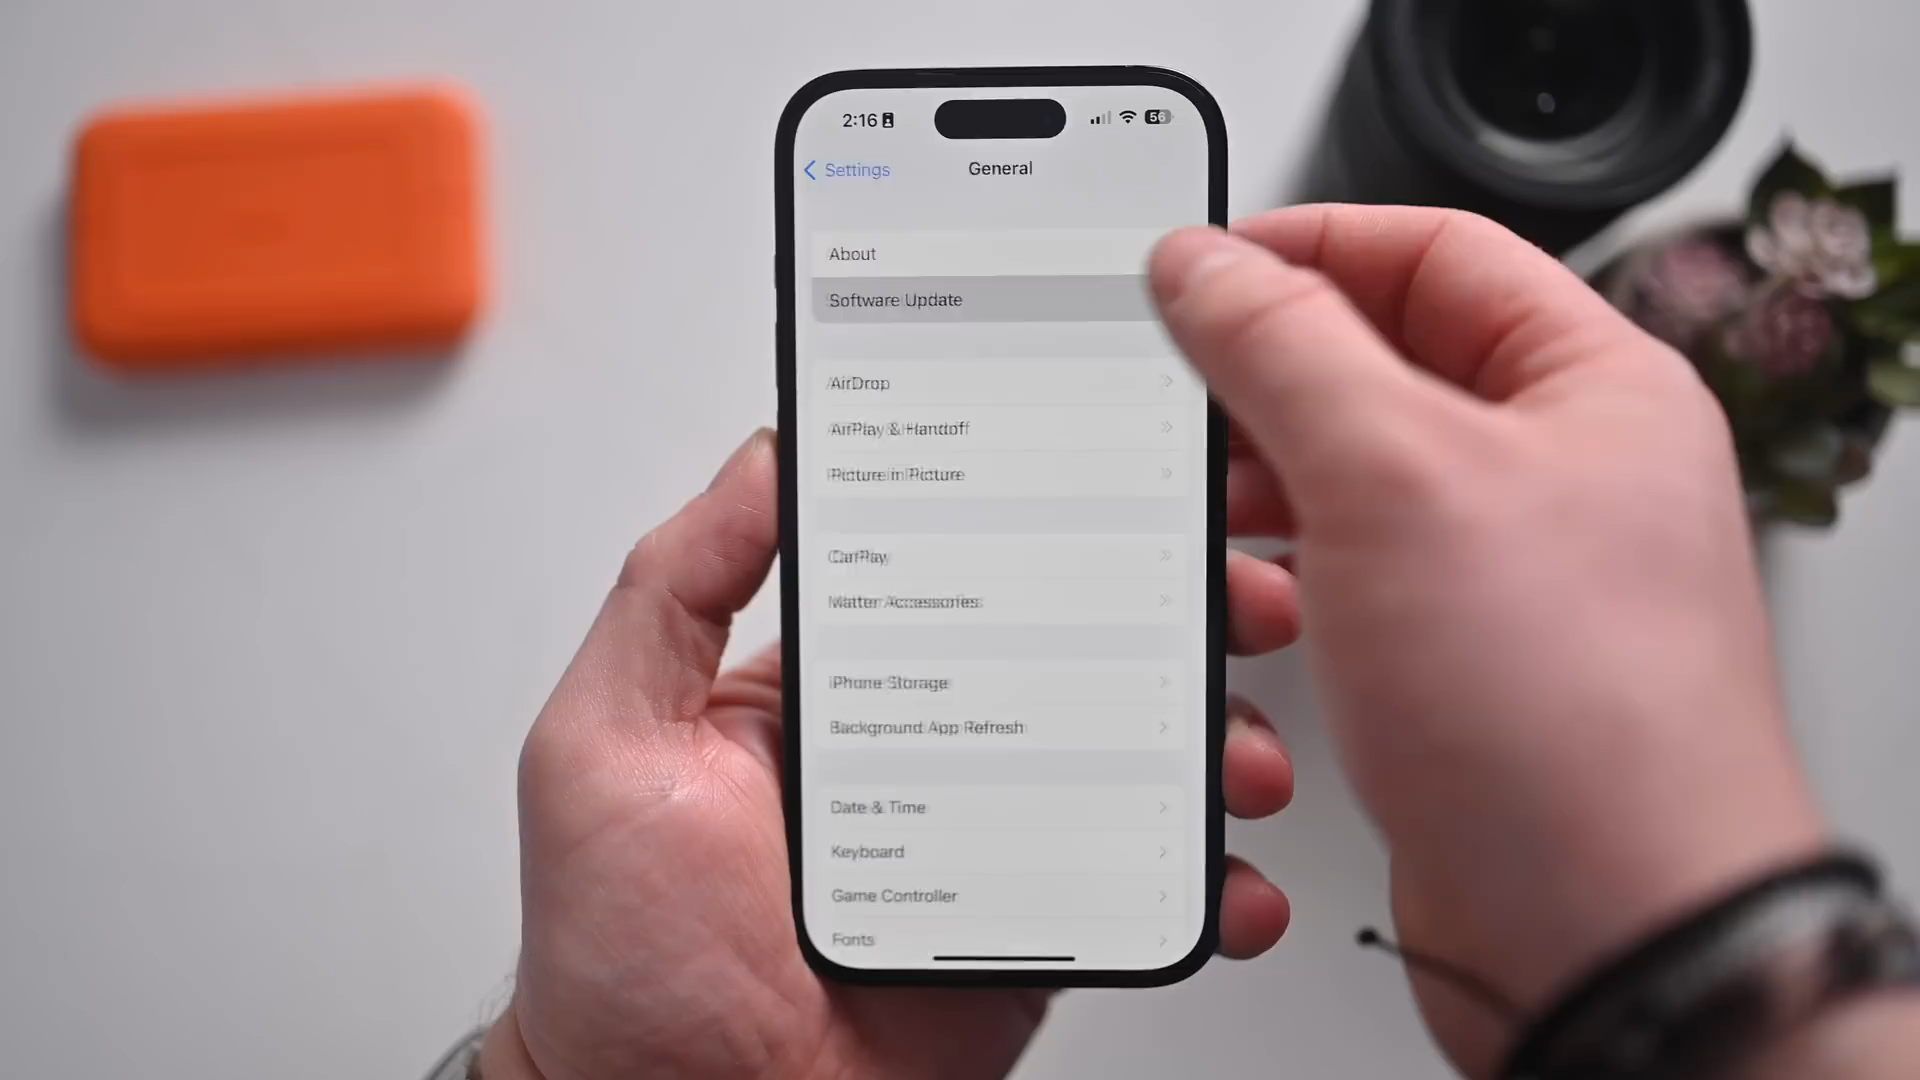 2:16
56
Settings
General
About
Software Update
AirDrop
AirPlay & Handoff
Picture in Picture
CarPlay
Matter Accessories
iPhone Storage
Background App Refresh
Date & Time
Keyboard
Game Controller
Fonts